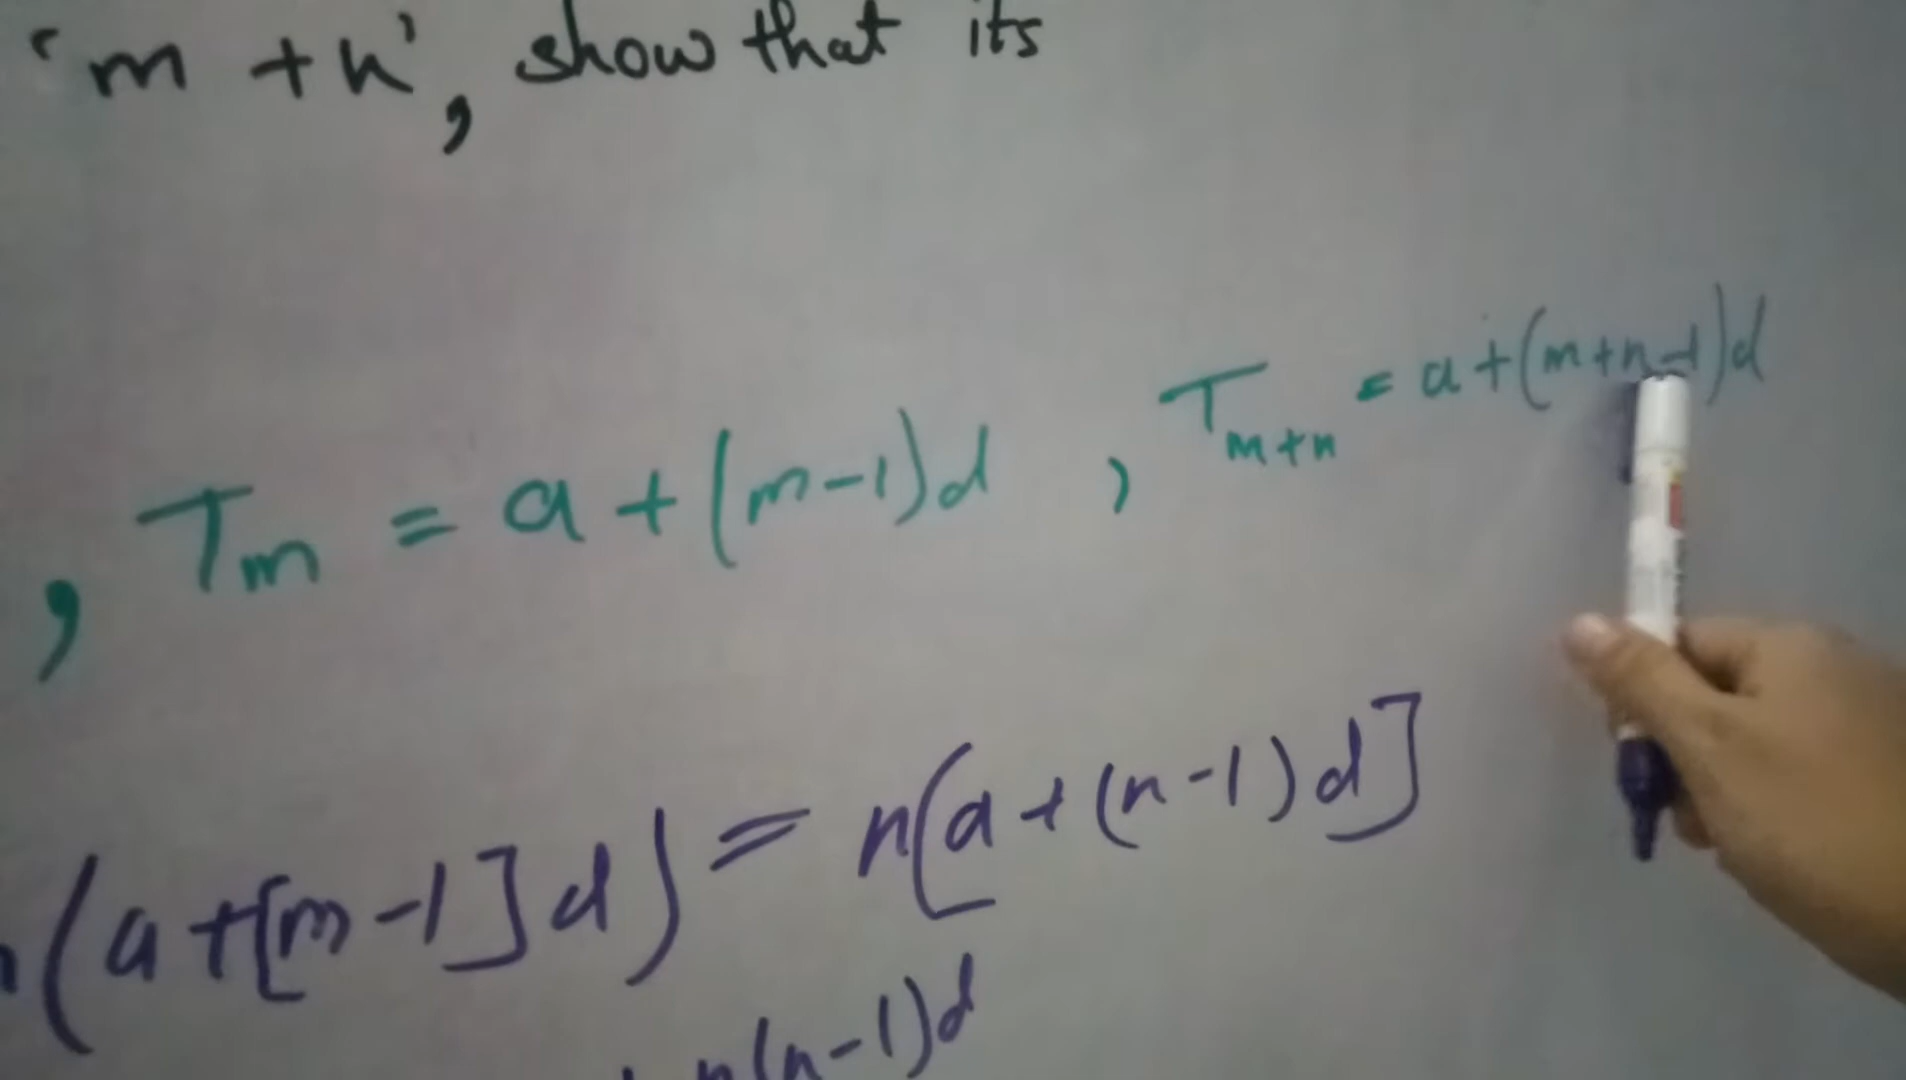 ‘m + n’, show that its
, Tm = a + (m-1)d , Tm+n = a+(m+n-1)d
(a+[m-1]d) = n[a+(n-1)d]
n(n-1)d